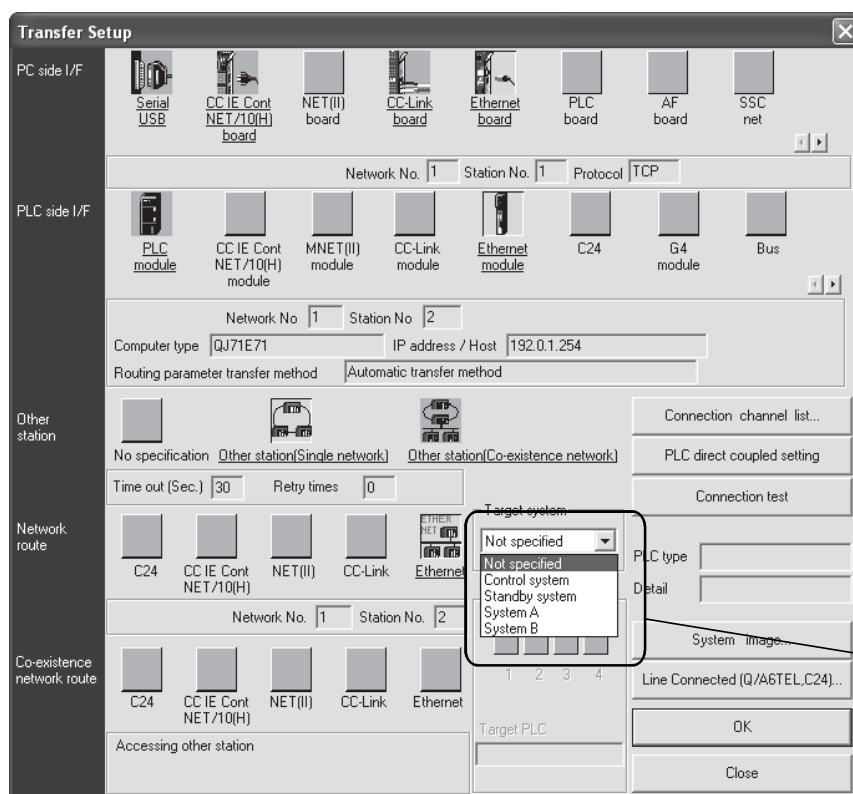 Transfer Setup
PC side I/F
Serial USB
CC IE Cont NET/10(H) board
NET(II) board
CC-Link board
Ethernet board
PLC board
AF board
SSC net
Network No. 1 Station No. 1 Protocol TCP
PLC side I/F
PLC module
CC IE Cont NET/10(H) module
MNET(II) module
CC-Link module
Ethernet module
C24
G4 module
Bus
Network No 1 Station No 2
Computer type QJ71E71 IP address / Host 192.0.1.254
Routing parameter transfer method Automatic transfer method
Other station
No specification Other station(Single network) Other station(Co-existence network)
Time out (Sec.) 30 Retry times 0
Connection channel list...
PLC direct coupled setting
Connection test
Network route
C24
CC IE Cont NET/10(H)
NET(II)
CC-Link
ETHER NET
Ethernet
Network No. 1 Station No. 2
Target system
Not specified
Not specified
Control system
Standby system
System A
System B
1 2 3 4
Target PLC
PLC type
Detail
System image...
Line Connected (Q/A6TEL,C24)...
OK
Close
Co-existence network route
C24
CC IE Cont NET/10(H)
NET(II)
CC-Link
Ethernet
Accessing other station